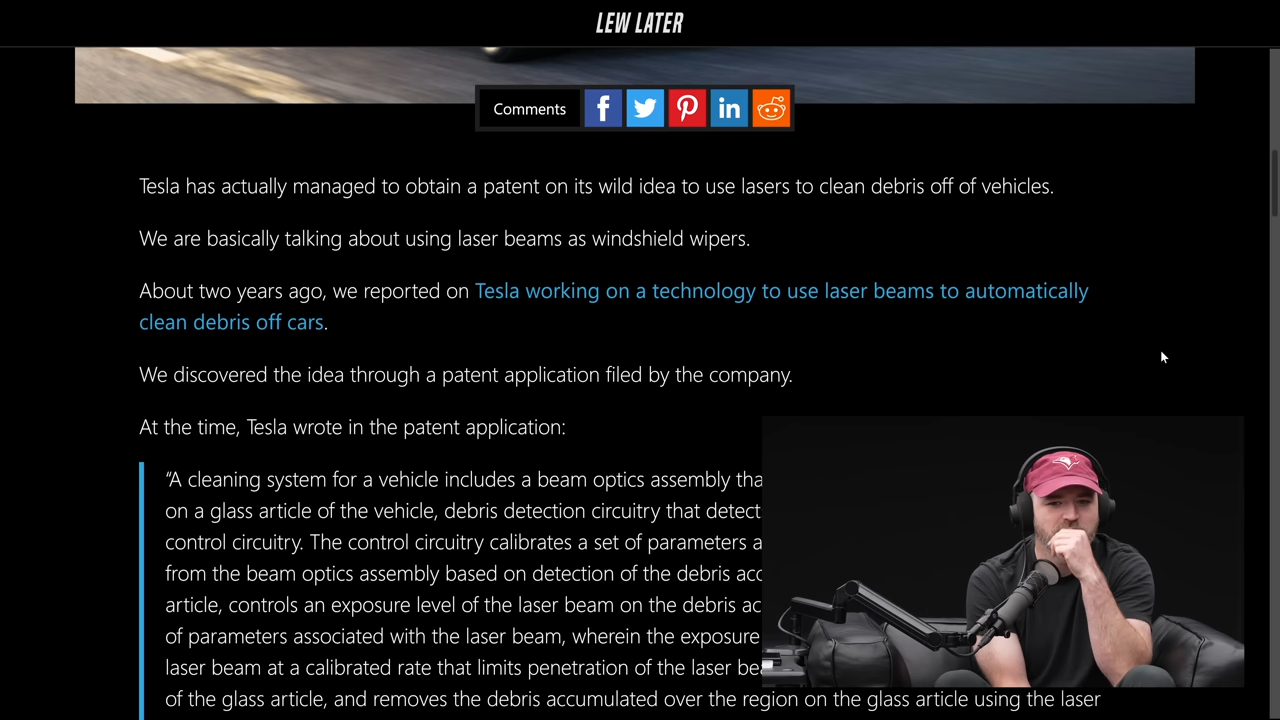 LEW LATER
Comments
Tesla has actually managed to obtain a patent on its wild idea to use lasers to clean debris off of vehicles.
We are basically talking about using laser beams as windshield wipers.
About two years ago, we reported on Tesla working on a technology to use laser beams to automatically
clean debris off cars.
We discovered the idea through a patent application filed by the company.
At the time, Tesla wrote in the patent application:
“A cleaning system for a vehicle includes a beam optics assembly
on a glass article of the vehicle, debris detection circuitry that
control circuitry. The control circuitry calibrates a set of parameters
from the beam optics assembly based on detection of the debris
article, controls an exposure level of the laser beam on the debris
of parameters associated with the laser beam, wherein the exposure
laser beam at a calibrated rate that limits penetration of the laser
of the glass article, and removes the debris accumulated over the region on the glass article using the laser